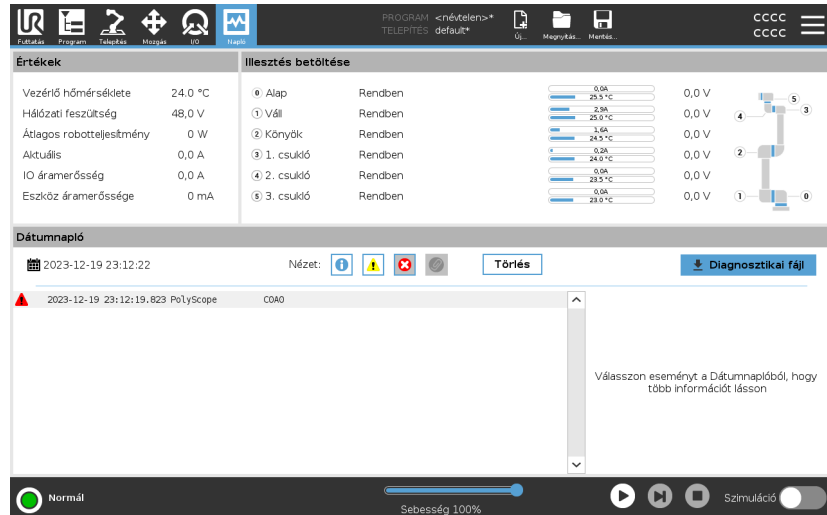 UR
PROGRAM <névtelen>*
TELEPÍTÉS default*
cccc
cccc
Futtatás Program Telepítés Mozgás I/O Napló Új... Megnyitás... Mentés...
Értékek
Vezérlő hőmérséklete 24.0 °C
Hálózati feszültség 48,0 V
Átlagos robotteljesítmény 0 W
Aktuális 0,0 A
IO áramerősség 0,0 A
Eszköz áramerőssége 0 mA
Illesztés betöltése
0 Alap Rendben 0,0A 25.5 °C 0,0 V
1 Váll Rendben 2,9A 25.0 °C 0,0 V
2 Könyök Rendben 1,6A 24.5 °C 0,0 V
3 1. csukló Rendben 0,2A 24.0 °C 0,0 V
4 2. csukló Rendben 0,0A 23.5 °C 0,0 V
5 3. csukló Rendben 0,0A 23.0 °C 0,0 V
5
3
4
2
1
0
Dátumnapló
2023-12-19 23:12:22 Nézet: Törlés Diagnosztikai fájl
2023-12-19 23:12:19.823 PolyScope C0A0
Válasszon eseményt a Dátumnaplóból, hogy
több információt lásson
Normál
Sebesség 100%
Szimuláció